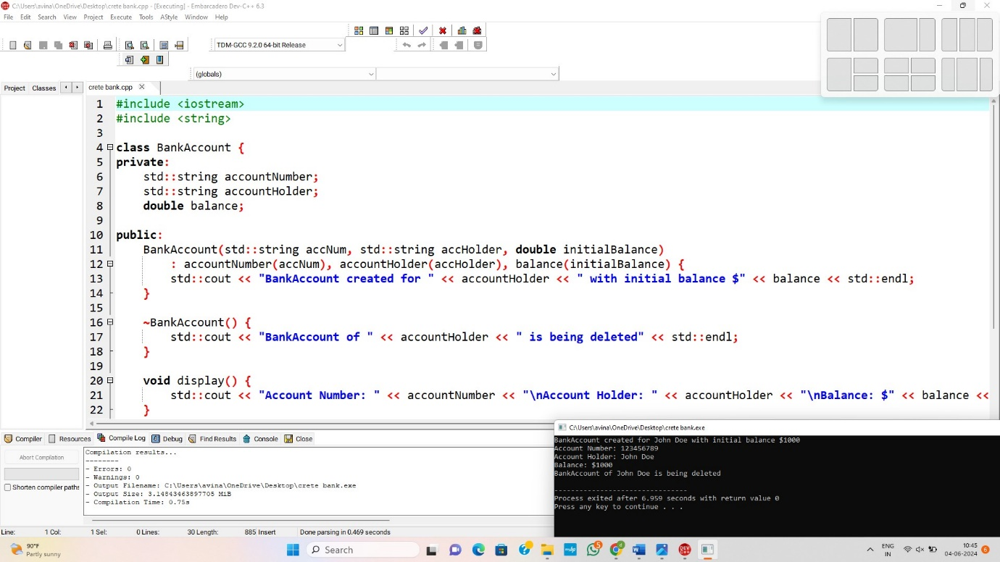 C:\Users\avina\OneDrive\Desktop\crete bank.cpp - [Executing] - Embarcadero Dev-C++ 6.3
File Edit Search View Project Execute Tools AStyle Window Help
TDM-GCC 9.2.0 64-bit Release
(globals)
Project Classes crete bank.cpp
1 #include <iostream>
2 #include <string>
3
4 class BankAccount {
5 private:
6 std::string accountNumber;
7 std::string accountHolder;
8 double balance;
9
10 public:
11 BankAccount(std::string accNum, std::string accHolder, double initialBalance)
12 : accountNumber(accNum), accountHolder(accHolder), balance(initialBalance) {
13 std::cout << "BankAccount created for " << accountHolder << " with initial balance $" << balance << std::endl;
14 }
15
16 ~BankAccount() {
17 std::cout << "BankAccount of " << accountHolder << " is being deleted" << std::endl;
18 }
19
20 void display() {
21 std::cout << "Account Number: " << accountNumber << "\nAccount Holder: " << accountHolder << "\nBalance: $" << balance <<
22 }
Compiler Resources Compile Log Debug Find Results Console Close
Abort Compilation
Shorten compiler paths
Compilation results...
--------
- Errors: 0
- Warnings: 0
- Output Filename: C:\Users\avina\OneDrive\Desktop\crete bank.exe
- Output Size: 3.14843463897705 MiB
- Compilation Time: 0.75s
C:\Users\avina\OneDrive\Desktop\crete bank.exe
BankAccount created for John Doe with initial balance $1000
Account Number: 123456789
Account Holder: John Doe
Balance: $1000
BankAccount of John Doe is being deleted
--------------------------------
Process exited after 6.959 seconds with return value 0
Press any key to continue . . .
Line: 1 Col: 1 Sel: 0 Lines: 30 Length: 885 Insert Done parsing in 0.469 seconds
90°F
Partly sunny
Search
5
ENG
IN
10:45
04-06-2024
6